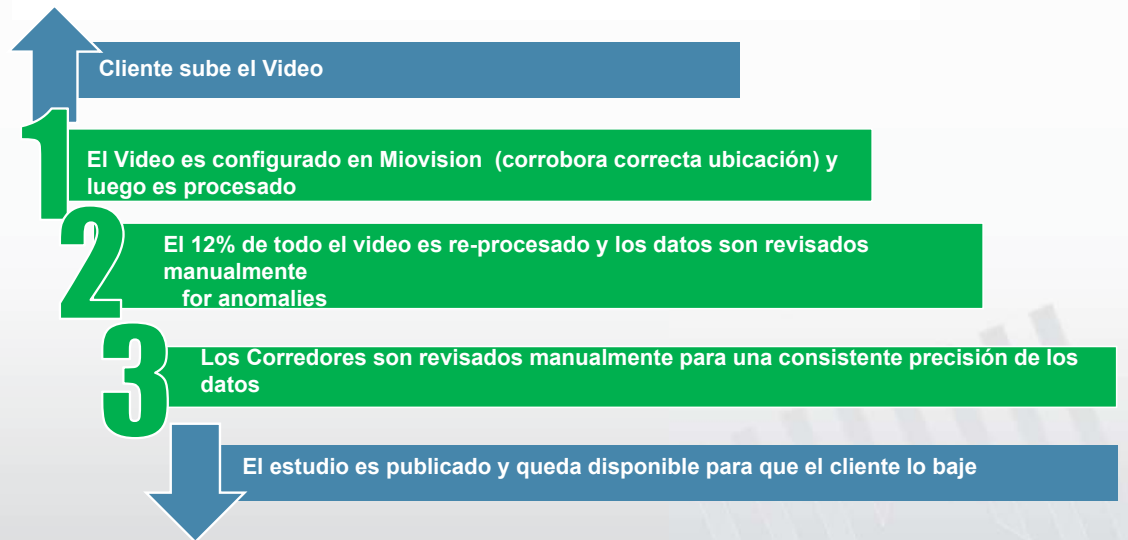 Cliente sube el Video
1
El Video es configurado en Miovision (corrobora correcta ubicación) y
luego es procesado
2
El 12% de todo el video es re-procesado y los datos son revisados
manualmente
for anomalies
3
Los Corredores son revisados manualmente para una consistente precisión de los
datos
El estudio es publicado y queda disponible para que el cliente lo baje